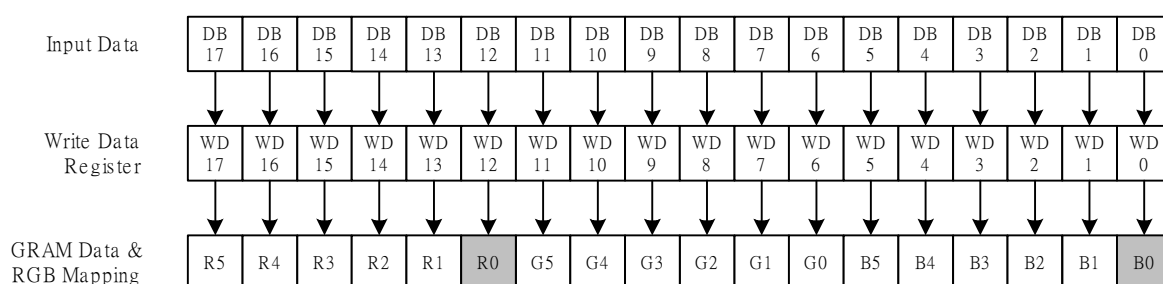 Input Data
DB 17 DB 16 DB 15 DB 14 DB 13 DB 12 DB 11 DB 10 DB 9 DB 8 DB 7 DB 6 DB 5 DB 4 DB 3 DB 2 DB 1 DB 0
Write Data
Register
WD 17 WD 16 WD 15 WD 14 WD 13 WD 12 WD 11 WD 10 WD 9 WD 8 WD 7 WD 6 WD 5 WD 4 WD 3 WD 2 WD 1 WD 0
GRAM Data &
RGB Mapping
R5 R4 R3 R2 R1 R0 G5 G4 G3 G2 G1 G0 B5 B4 B3 B2 B1 B0